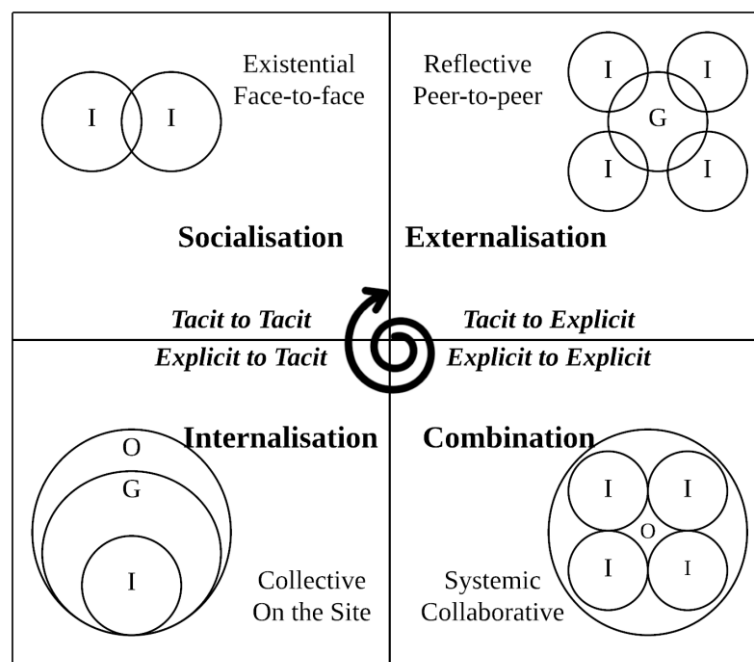 Existential
Face-to-face
I I
Socialisation
Tacit to Tacit
Reflective
Peer-to-peer
I I
G
I I
Externalisation
Tacit to Explicit
Explicit to Tacit
Internalisation
O
G
I
Collective
On the Site
Explicit to Explicit
Combination
I I
O
I I
Systemic
Collaborative